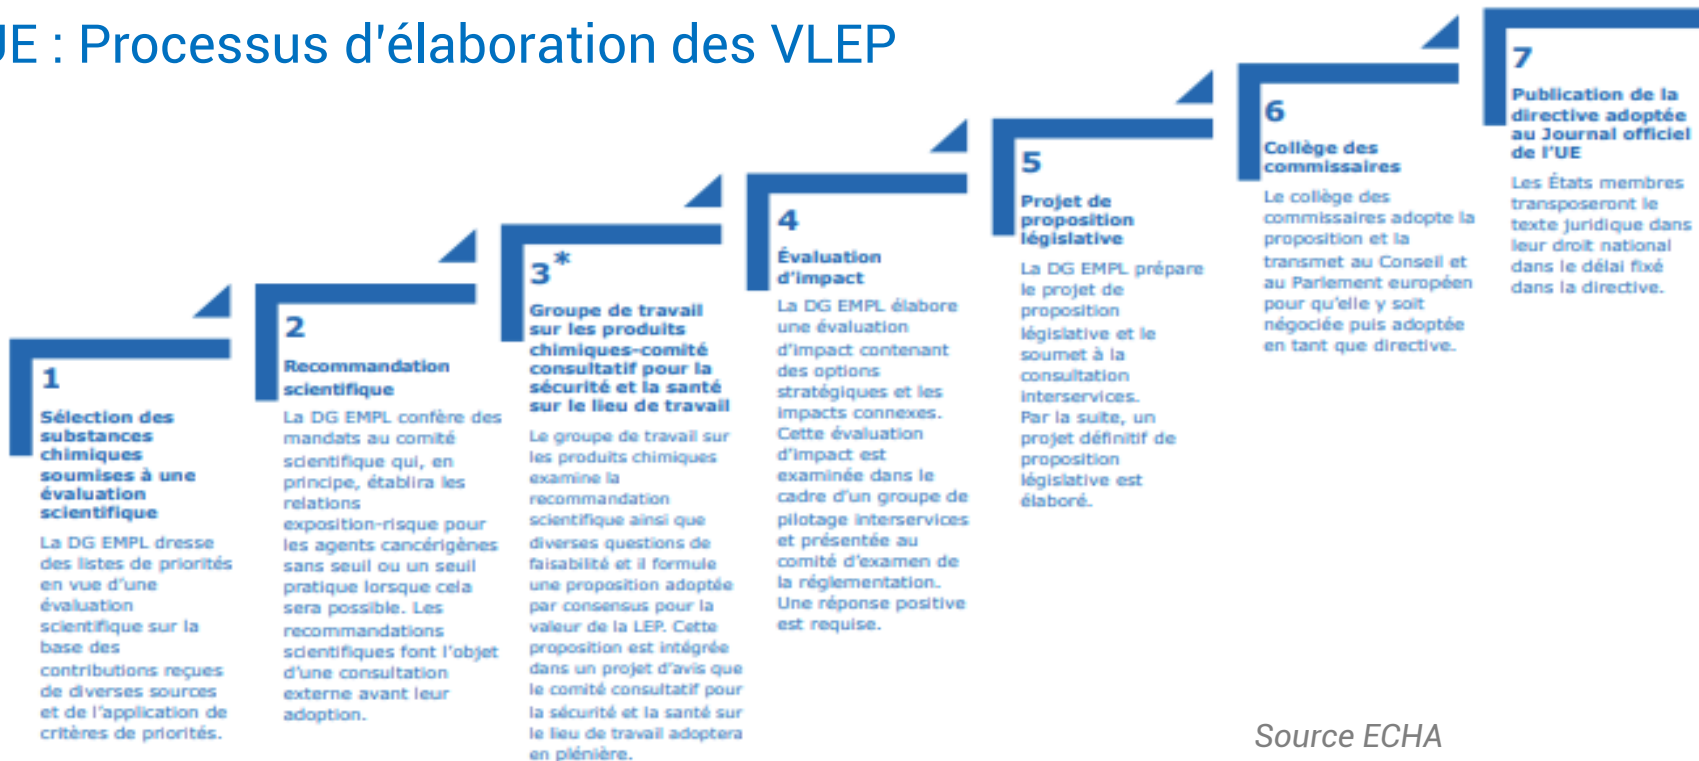 UE : Processus d'élaboration des VLEP
1
Sélection des
substances
chimiques
soumises à une
évaluation
scientifique
La DG EMPL dresse
des listes de priorités
en vue d'une
évaluation
scientifique sur la
base des
contributions reçues
de diverses sources
et de l'application de
critères de priorités.
2
Recommandation
scientifique
La DG EMPL confère des
mandats au comité
scientifique qui, en
principe, établira les
relations
exposition-risque pour
les agents cancérigènes
sans seuil ou un seuil
pratique lorsque cela
sera possible. Les
recommandations
scientifiques font l'objet
d'une consultation
externe avant leur
adoption.
3*
Groupe de travail
sur les produits
chimiques-comité
consultatif pour la
sécurité et la santé
sur le lieu de travail
Le groupe de travail sur
les produits chimiques
examine la
recommandation
scientifique ainsi que
diverses questions de
faisabilité et il formule
une proposition adoptée
par consensus pour la
valeur de la LEP. Cette
proposition est intégrée
dans un projet d'avis que
le comité consultatif pour
la sécurité et la santé sur
le lieu de travail adoptera
en plénière.
4
Évaluation
d'impact
La DG EMPL élabore
une évaluation
d'impact contenant
des options
stratégiques et les
impacts connexes.
Cette évaluation
d'impact est
examinée dans le
cadre d'un groupe de
pilotage interservices
et présentée au
comité d'examen de
la réglementation.
Une réponse positive
est requise.
5
Projet de
proposition
législative
La DG EMPL prépare
le projet de
proposition
législative et le
soumet à la
consultation
interservices.
Par la suite, un
projet définitif de
proposition
législative est
élaboré.
6
Collège des
commissaires
Le collège des
commissaires adopte la
proposition et la
transmet au Conseil et
au Parlement européen
pour qu'elle y soit
négociée puis adoptée
en tant que directive.
7
Publication de la
directive adoptée
au Journal officiel
de l'UE
Les États membres
transposeront le
texte juridique dans
leur droit national
dans le délai fixé
dans la directive.
Source ECHA